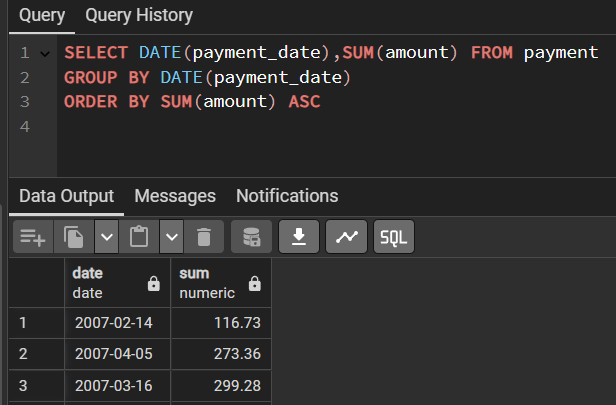 Query Query History
1 SELECT DATE(payment_date),SUM(amount) FROM payment
2 GROUP BY DATE(payment_date)
3 ORDER BY SUM(amount) ASC
4
Data Output Messages Notifications
SQL
date sum
date numeric
1 2007-02-14 116.73
2 2007-04-05 273.36
3 2007-03-16 299.28